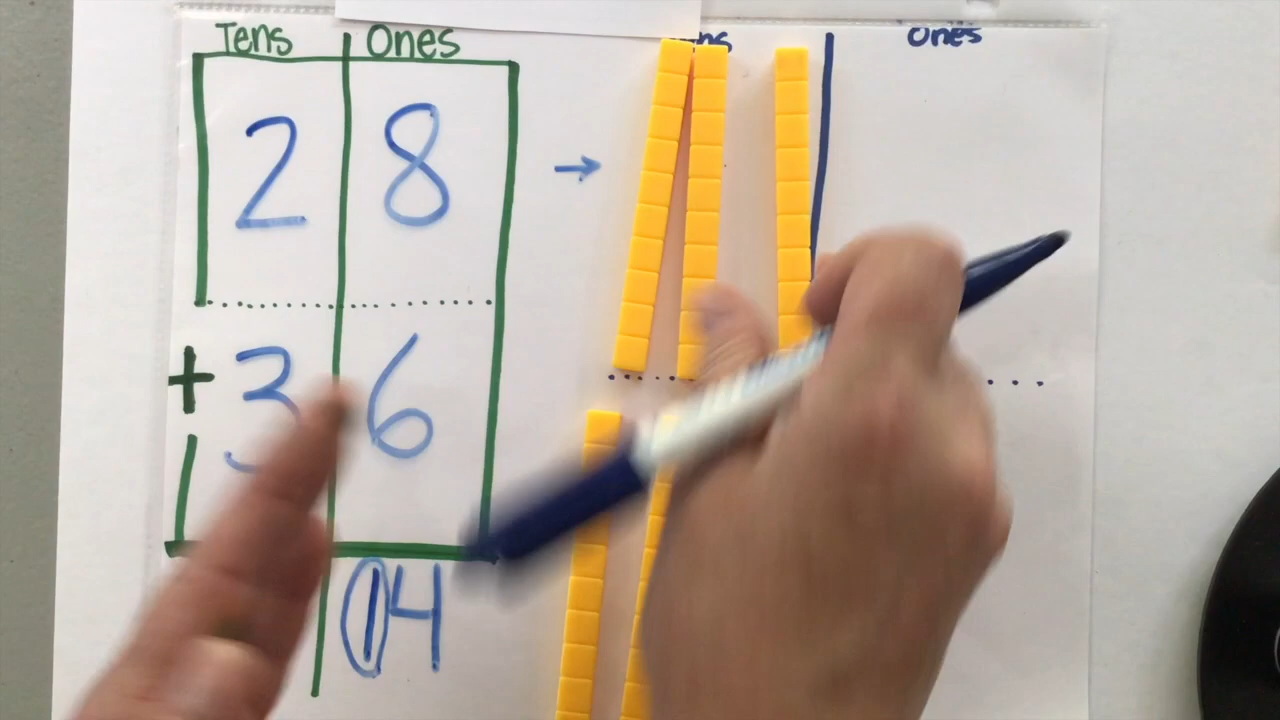 Tens Ones
Ones
2 8
→
+ 3 6
14